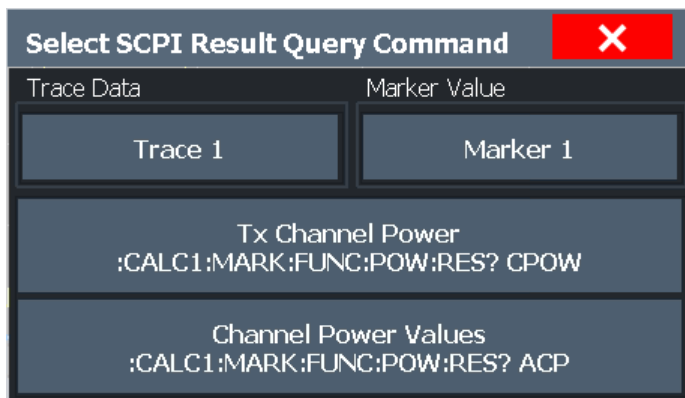 Select SCPI Result Query Command
Trace Data
Marker Value
Trace 1
Marker 1
Tx Channel Power
:CALC1:MARK:FUNC:POW:RES? CPOW
Channel Power Values
:CALC1:MARK:FUNC:POW:RES? ACP